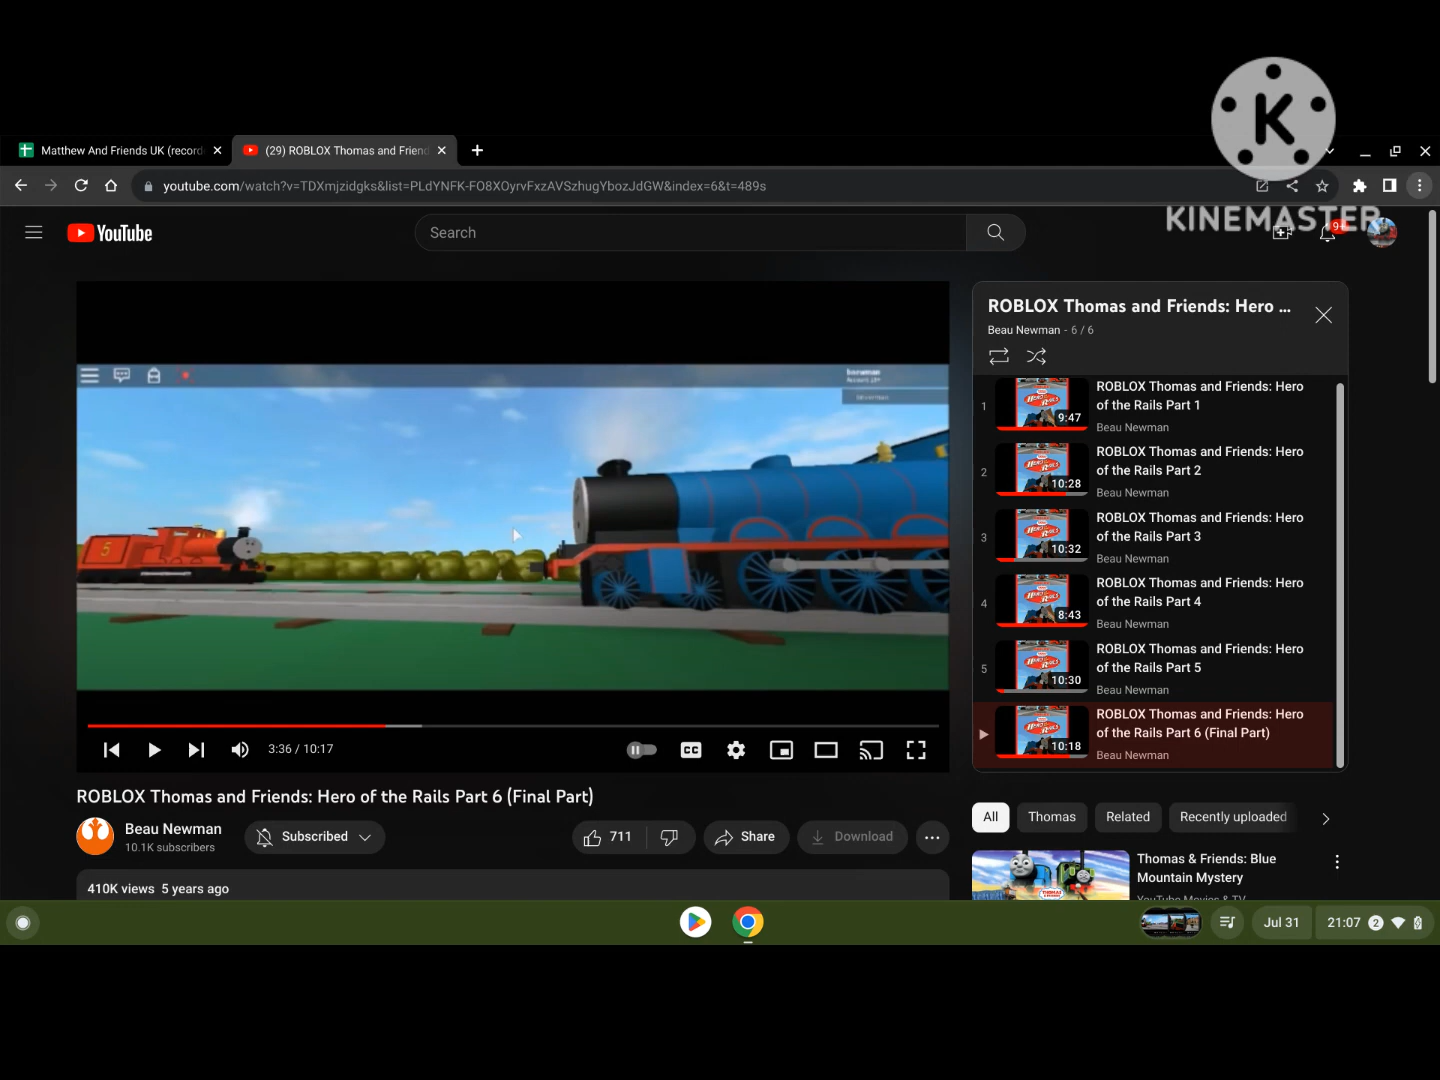 K
KINEMASTER
Matthew And Friends UK (record
(29) ROBLOX Thomas and Friend
youtube.com/watch?v=TDXmjzidgks&list=PLdYNFK-FO8XOyrvFxzAVSzhugYbozJdGW&index=6&t=489s
YouTube
Search
9+
ROBLOX Thomas and Friends: Hero ...
Beau Newman - 6 / 6
1
ROBLOX Thomas and Friends: Hero
of the Rails Part 1
9:47
Beau Newman
2
ROBLOX Thomas and Friends: Hero
of the Rails Part 2
10:28
Beau Newman
3
ROBLOX Thomas and Friends: Hero
of the Rails Part 3
10:32
Beau Newman
4
ROBLOX Thomas and Friends: Hero
of the Rails Part 4
8:43
Beau Newman
5
ROBLOX Thomas and Friends: Hero
of the Rails Part 5
10:30
Beau Newman
ROBLOX Thomas and Friends: Hero
of the Rails Part 6 (Final Part)
10:18
Beau Newman
5
3:36 / 10:17
CC
ROBLOX Thomas and Friends: Hero of the Rails Part 6 (Final Part)
Beau Newman
10.1K subscribers
Subscribed
711
Share
Download
410K views 5 years ago
All
Thomas
Related
Recently uploaded
Thomas & Friends: Blue
Mountain Mystery
YouTube Movies & TV
Jul 31
21:07
2